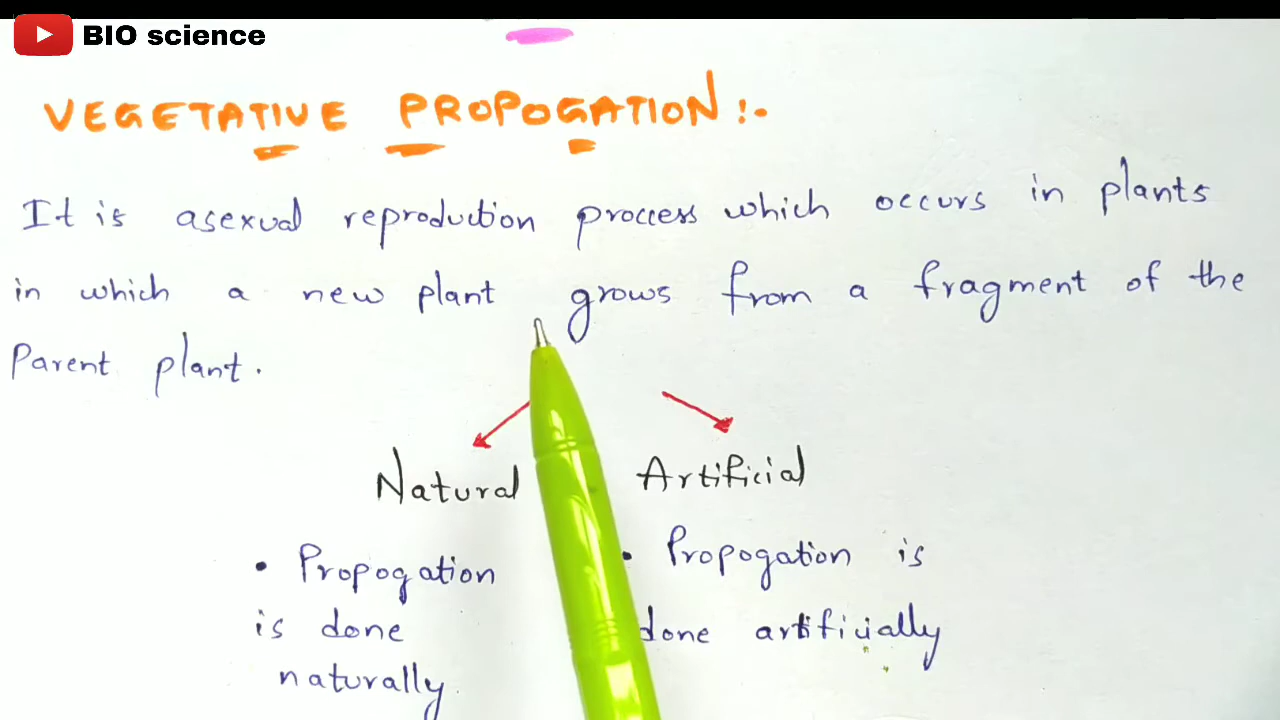 BIO science
VEGETATIVE PROPOGATION:-
It is asexual reproduction proccess which occurs in plants
in which a new plant grows from a fragment of the
Parent plant.
Natural
• Propogation
is done
naturally.
Artificial
• Propogation is
done artificially